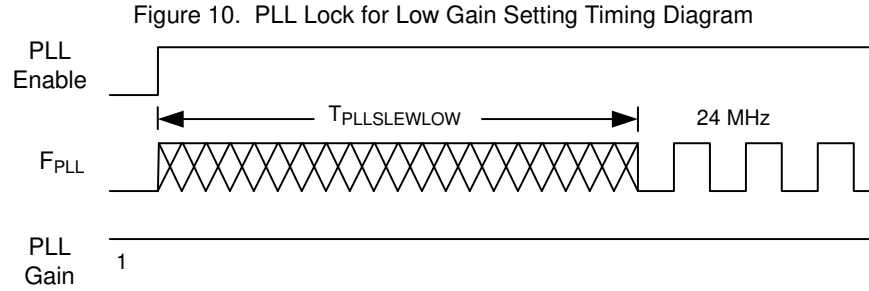 Figure 10.  PLL Lock for Low Gain Setting Timing Diagram
PLL
Enable
TPLLSLEWLOW
24 MHz
FPLL
PLL
Gain
1